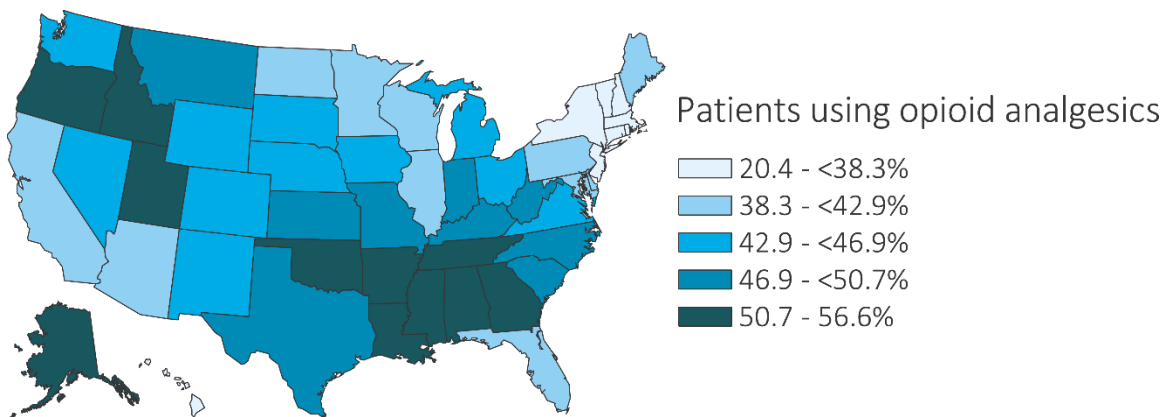 Patients using opioid analgesics
20.4 - <38.3%
38.3 - <42.9%
42.9 - <46.9%
46.9 - <50.7%
50.7 - 56.6%